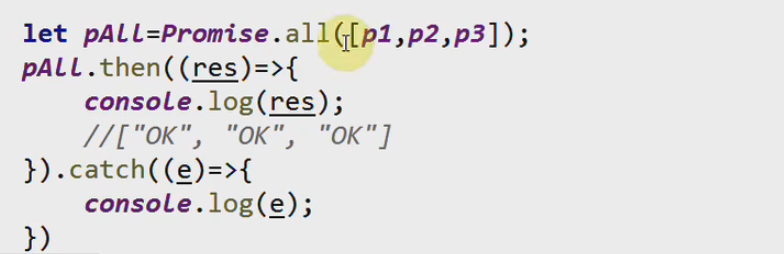 let pAll=Promise.all([p1,p2,p3]);
pAll.then((res)=>{
    console.log(res);
    //["OK", "OK", "OK"]
}).catch((e)=>{
    console.log(e);
})